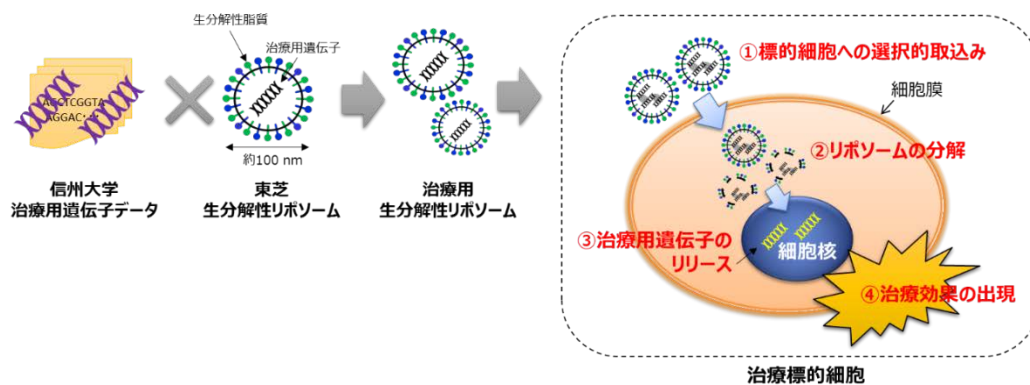 生分解性脂質
治療用遺伝子
AGCTCGGTA
AGGAC
約100 nm
信州大学
治療用遺伝子データ
東芝
生分解性リポソーム
治療用
生分解性リポソーム
①標的細胞への選択的取込み
細胞膜
②リポソームの分解
③治療用遺伝子の
リリース
細胞核
④治療効果の出現
治療標的細胞